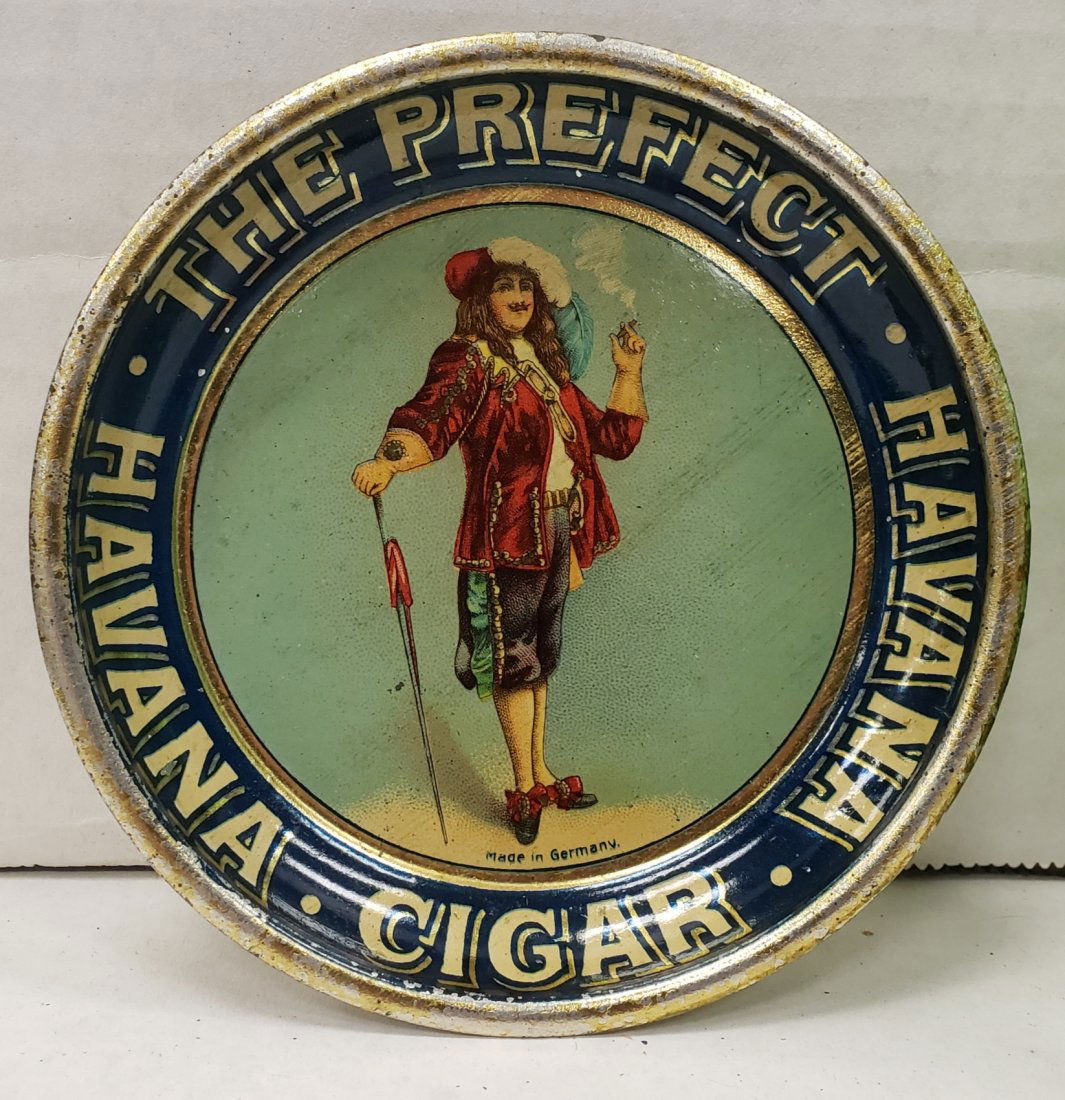 THE PREFECT
HAVANA
HAVANA
CIGAR
Made in Germany.